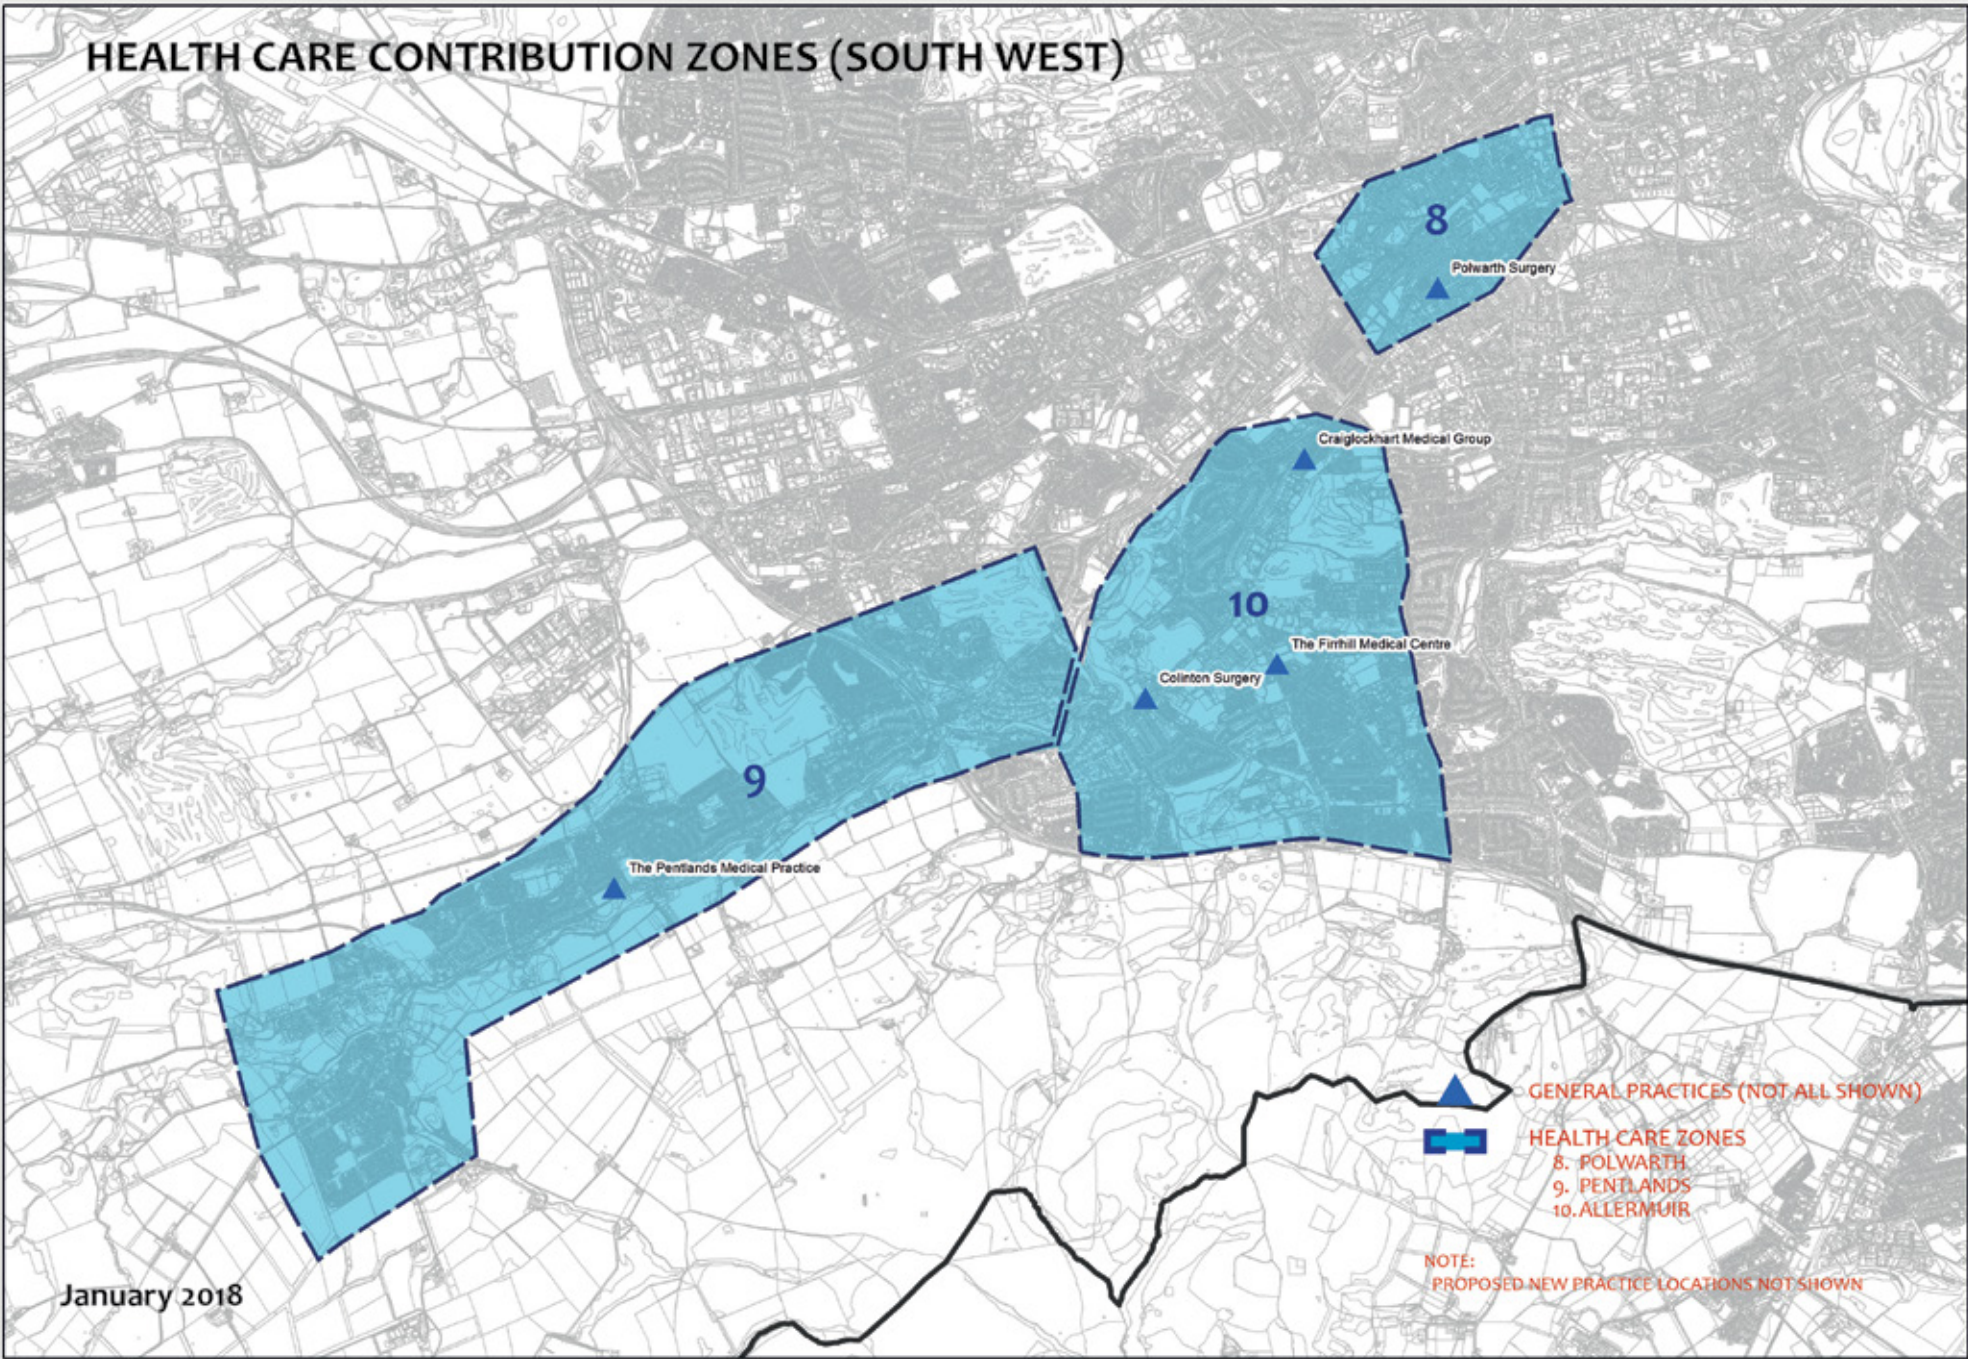 HEALTH CARE CONTRIBUTION ZONES (SOUTH WEST)
8
Polwarth Surgery
Craiglockhart Medical Group
10
The Firrhill Medical Centre
Colinton Surgery
9
The Pentlands Medical Practice
GENERAL PRACTICES (NOT ALL SHOWN)
HEALTH CARE ZONES
8. POLWARTH
9. PENTLANDS
10. ALLERMUIR
NOTE:
PROPOSED NEW PRACTICE LOCATIONS NOT SHOWN
January 2018